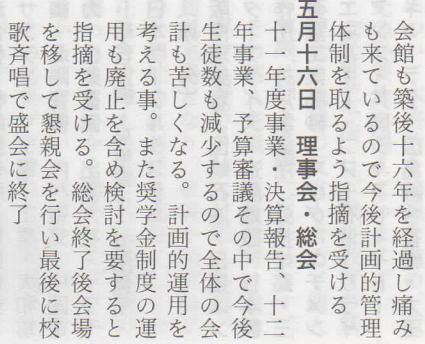 会館も築後十六年を経過し痛み
も来ているので今後計画的管理
体制を取るよう指摘を受ける
五月十六日　理事会・総会
十一年度事業・決算報告、十二
年事業、予算審議その中で今後
生徒数も減少するので全体の会
計も苦しくなる。計画的運用を
考える事。また奨学金制度の運
用も廃止を含め検討を要すると
指摘を受ける。総会終了後会場
を移して懇親会を行い最後に校
歌斉唱で盛会に終了